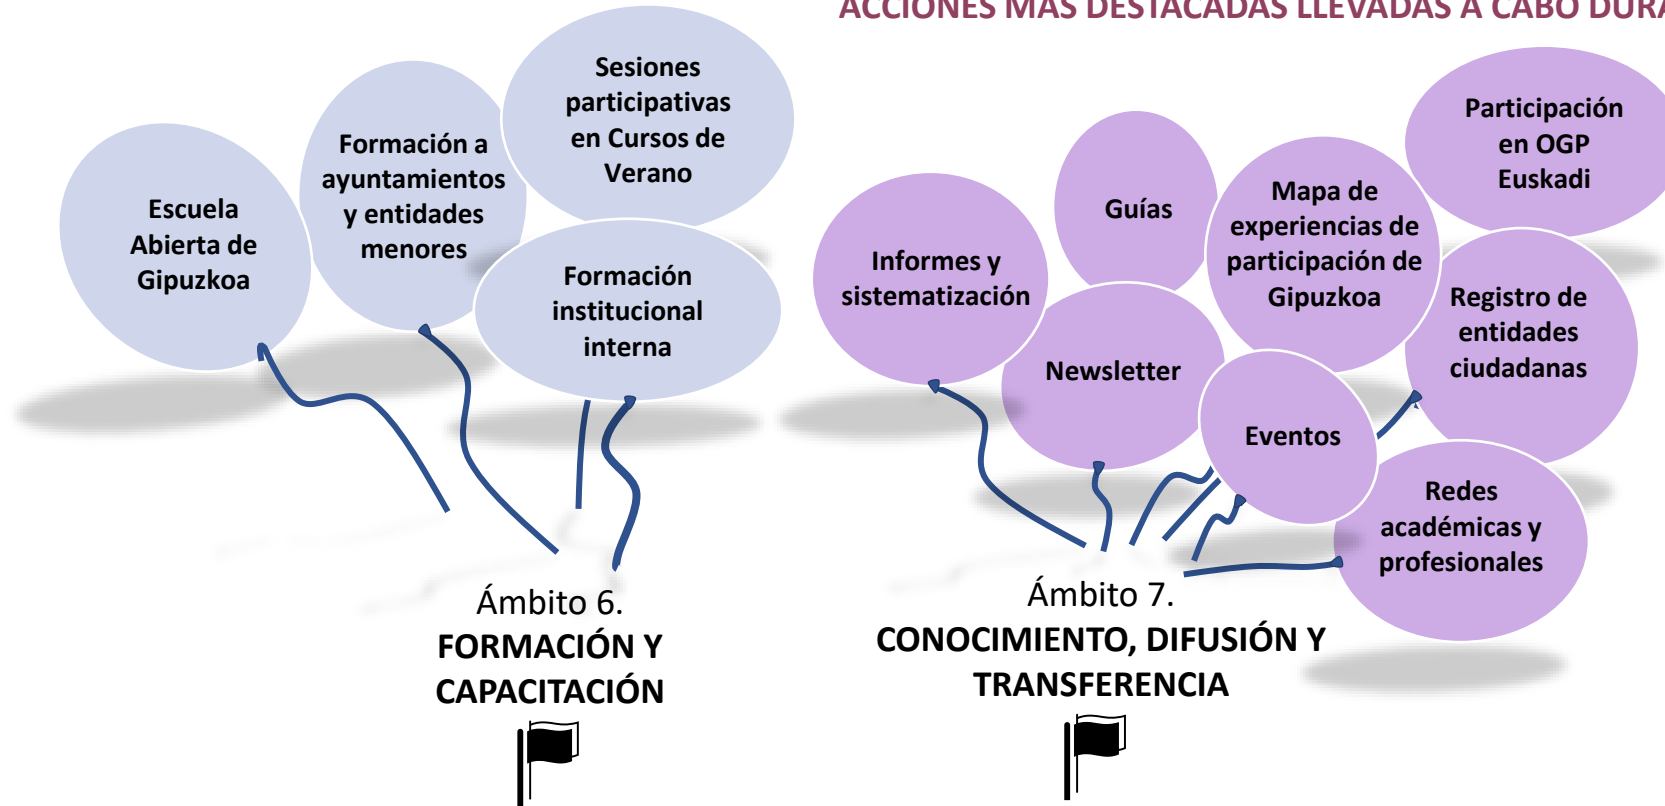 ACCIONES MÁS DESTACADAS LLEVADAS A CABO DURA
Sesiones
participativas
en Cursos de
Verano
Formación a
ayuntamientos
y entidades
menores
Escuela
Abierta de
Gipuzkoa
Formación
institucional
interna
Ámbito 6.
FORMACIÓN Y
CAPACITACIÓN
Participación
en OGP
Euskadi
Guías
Mapa de
experiencias de
participación de
Gipuzkoa
Informes y
sistematización
Registro de
entidades
ciudadanas
Newsletter
Eventos
Redes
académicas y
profesionales
Ámbito 7.
CONOCIMIENTO, DIFUSIÓN Y
TRANSFERENCIA